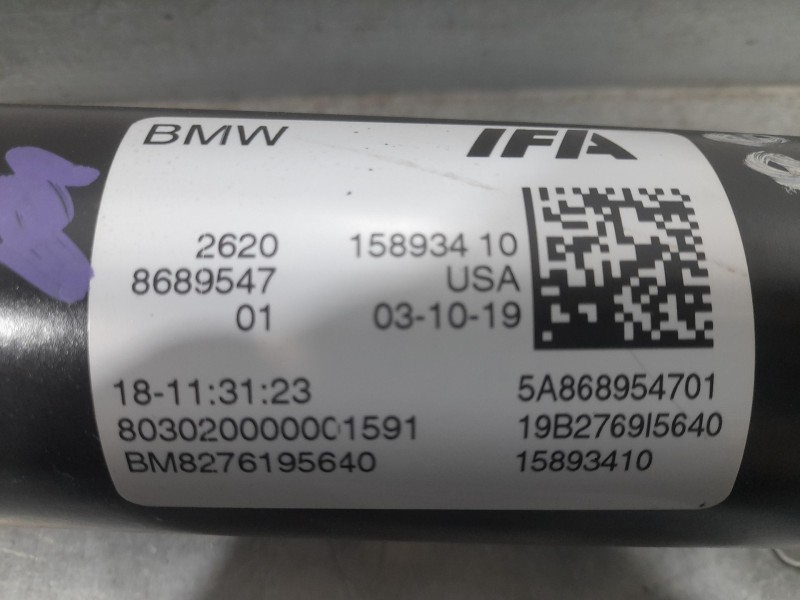 BMW IFA
2620 158934 10
8689547 USA
01 03-10-19
18-11:31:23 5A868954701
8030200000001591 19B2769I5640
BM8276195640 15893410